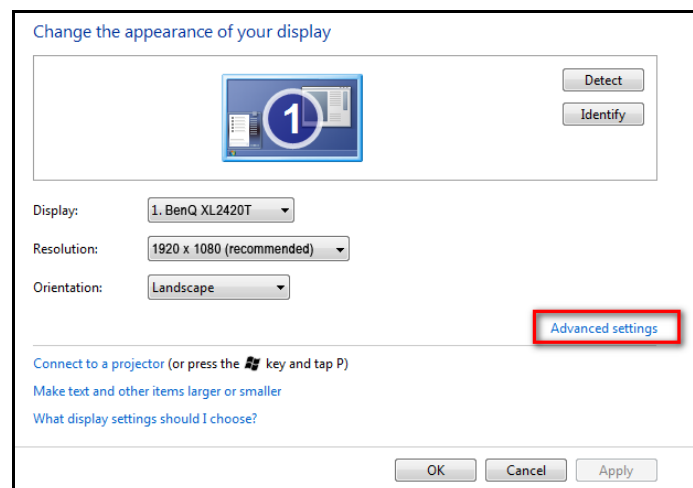 Change the appearance of your display
1
Detect
Identify
Display: 1. BenQ XL2420T
Resolution: 1920 x 1080 (recommended)
Orientation: Landscape
Advanced settings
Connect to a projector (or press the key and tap P)
Make text and other items larger or smaller
What display settings should I choose?
OK Cancel Apply